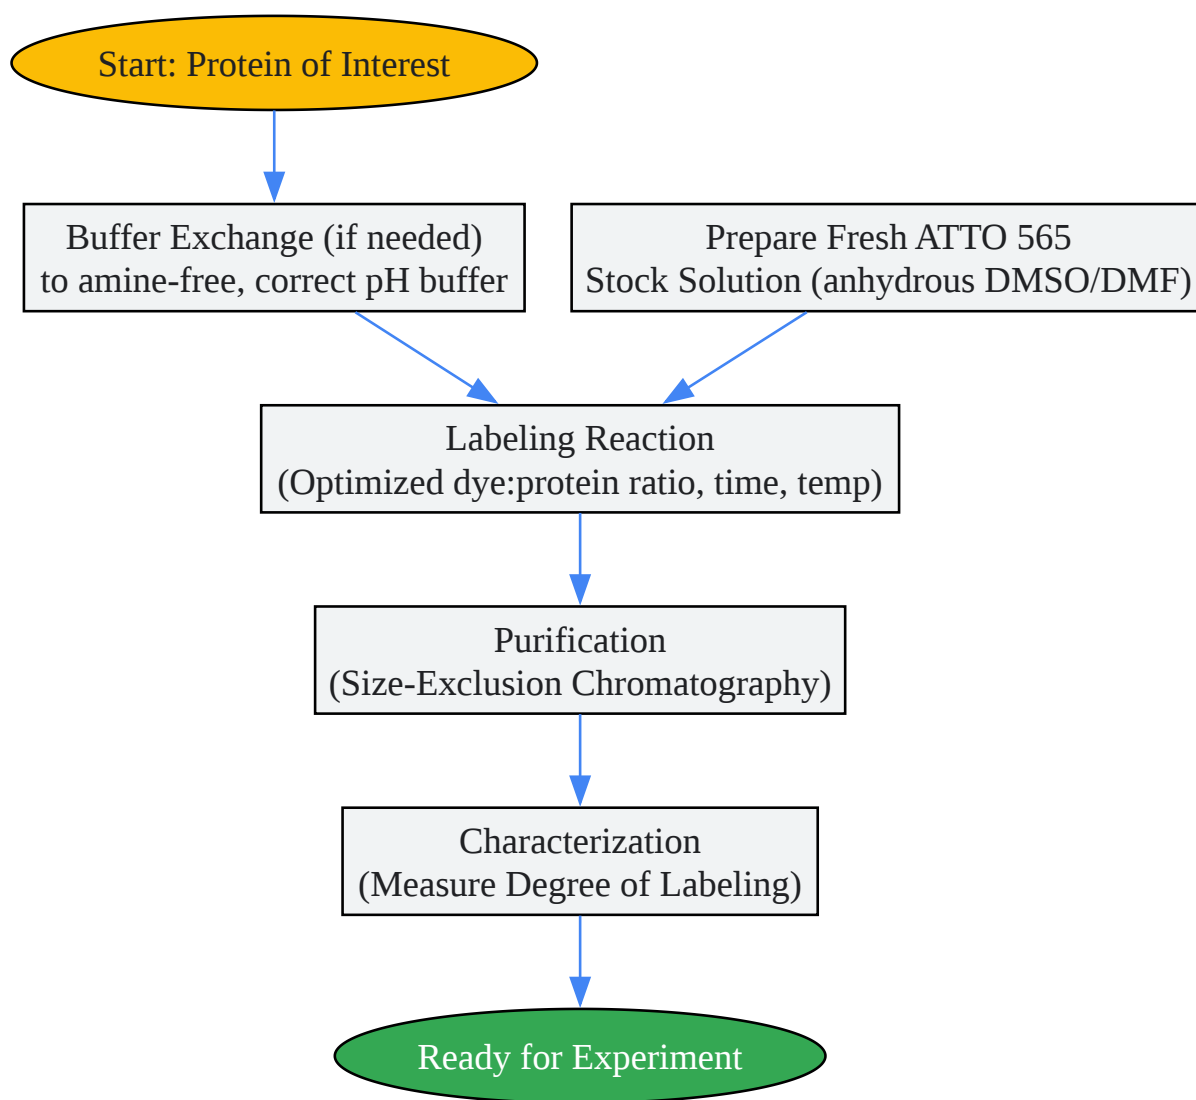 Start: Protein of Interest
Buffer Exchange (if needed)
to amine-free, correct pH buffer
Prepare Fresh ATTO 565
Stock Solution (anhydrous DMSO/DMF)
Labeling Reaction
(Optimized dye:protein ratio, time, temp)
Purification
(Size-Exclusion Chromatography)
Characterization
(Measure Degree of Labeling)
Ready for Experiment